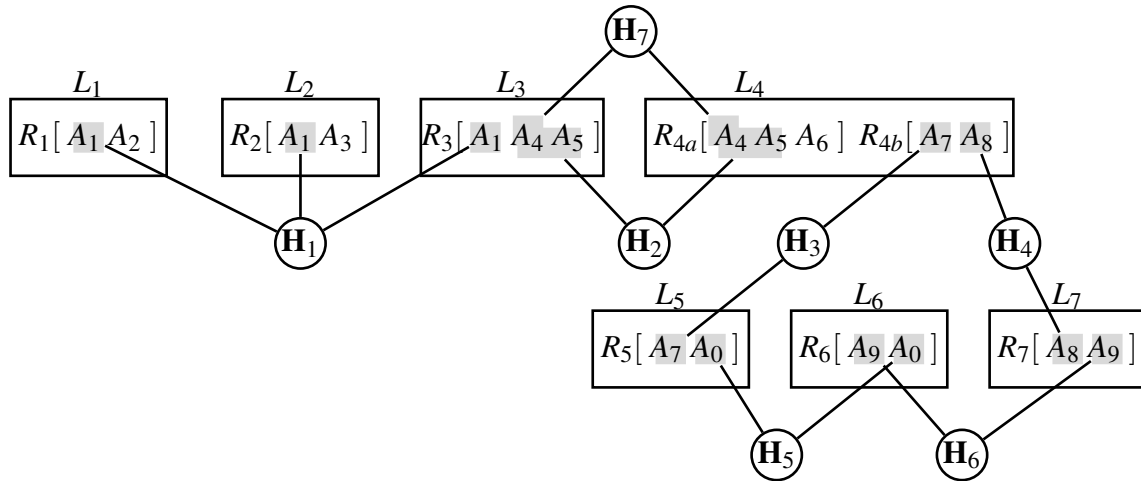 H7
L1 L2 L3 L4
R1[ A1 A2 ] R2[ A1 A3 ] R3[ A1 A4 A5 ] R4a[ A4 A5 A6 ] R4b[ A7 A8 ]
H1 H2 H3 H4
L5 L6 L7
R5[ A7 A0 ] R6[ A9 A0 ] R7[ A8 A9 ]
H5 H6